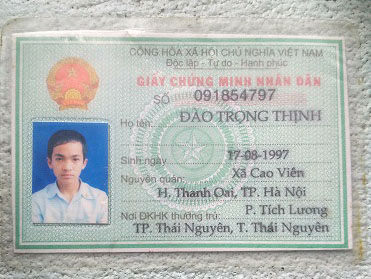 CỘNG HÒA XÃ HỘI CHỦ NGHĨA VIỆT NAM
Độc lập - Tự do - Hạnh phúc
GIẤY CHỨNG MINH NHÂN DÂN
SỐ 091854797
Họ tên: ĐÀO TRỌNG THỊNH
Sinh ngày 17-08-1997
Nguyên quán: Xã Cao Viên
H. Thanh Oai, TP. Hà Nội
Nơi ĐKHK thường trú: P. Tích Lương
TP. Thái Nguyên, T. Thái Nguyên